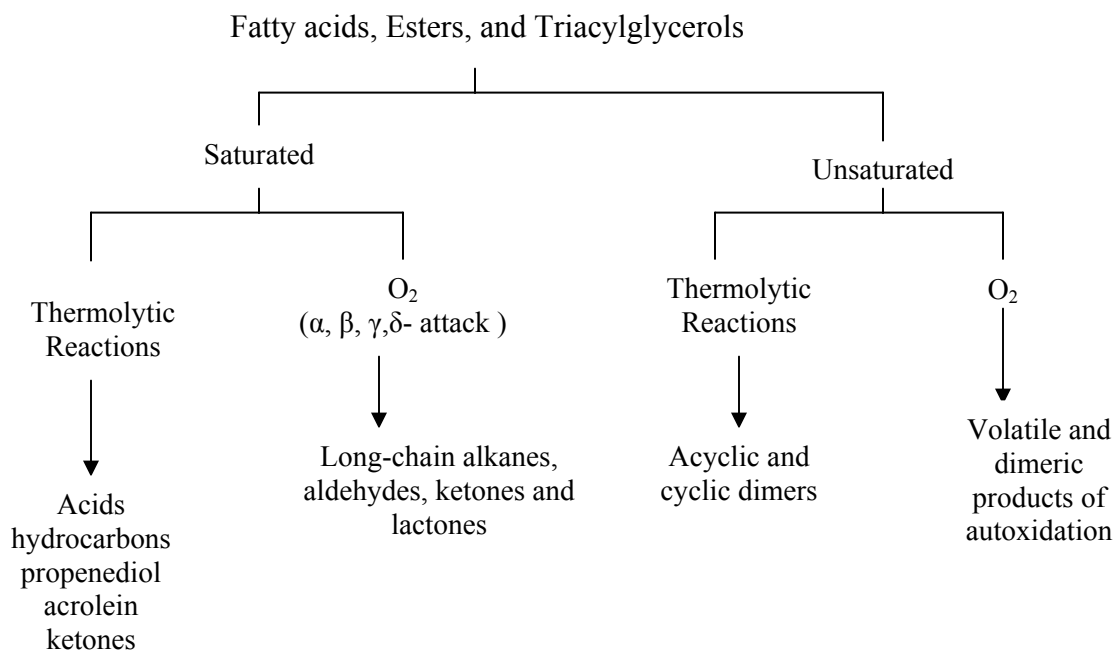 Fatty acids, Esters, and Triacylglycerols
Saturated
Unsaturated
Thermolytic
Reactions
O₂
(α, β, γ,δ- attack )
Thermolytic
Reactions
O₂
Acids
hydrocarbons
propenediol
acrolein
ketones
Long-chain alkanes,
aldehydes, ketones and
lactones
Acyclic and
cyclic dimers
Volatile and
dimeric
products of
autoxidation